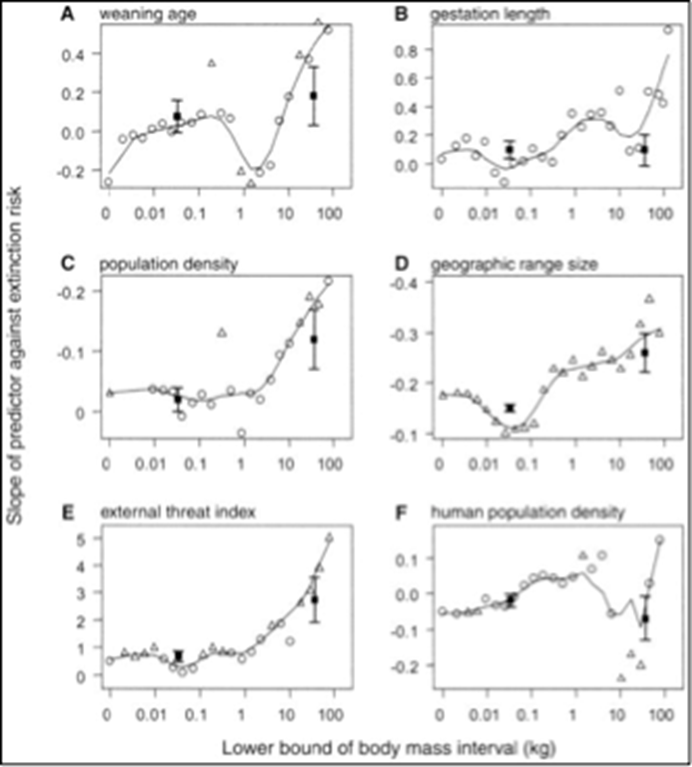 A weaning age
0.4
0.2
0.0
-0.2
0 0.01 0.1 1 10 100
B gestation length
0.8
0.6
0.4
0.2
0.0
0 0.01 0.1 1 10 100
C population density
-0.2
-0.1
0
0 0.01 0.1 1 10 100
D geographic range size
-0.4
-0.3
-0.2
-0.1
0 0.01 0.1 1 10 100
E external threat index
5
4
3
2
1
0
0 0.01 0.1 1 10 100
F human population density
0.1
0.0
-0.1
-0.2
0 0.01 0.1 1 10 100
Slope of predictor against extinction risk
Lower bound of body mass interval (kg)